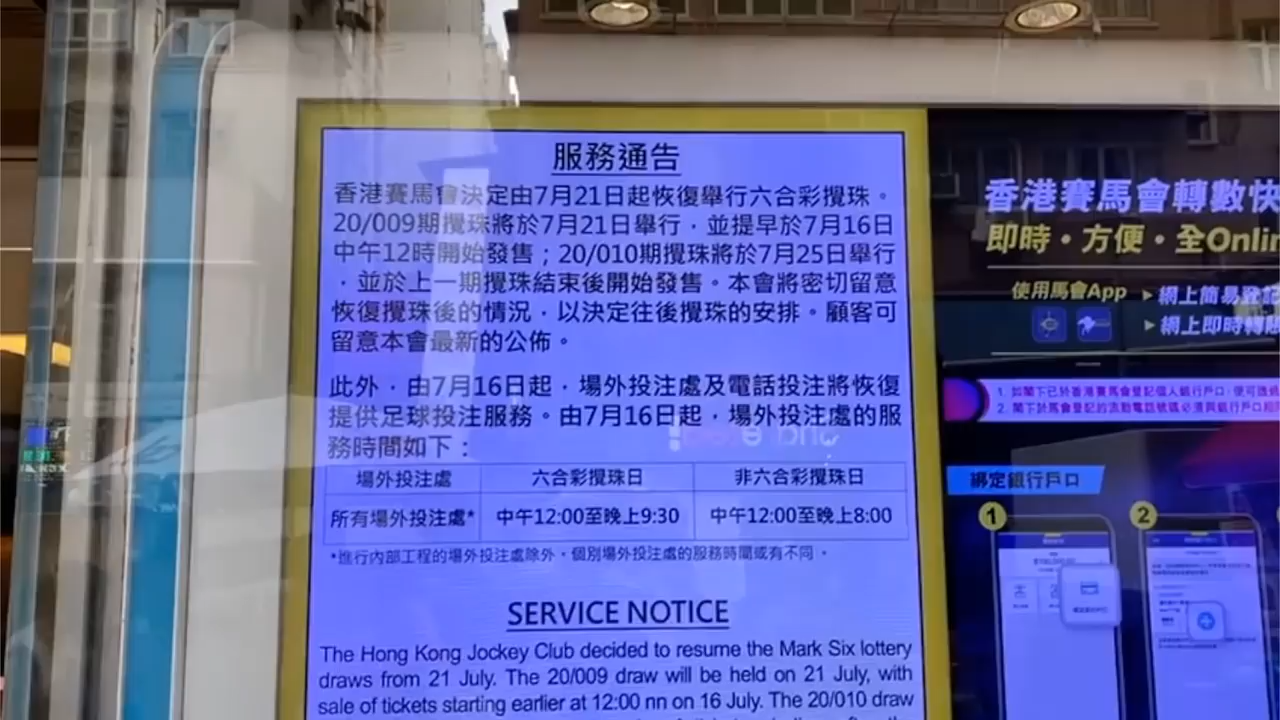 服務通告
香港賽馬會決定由7月21日起恢復舉行六合彩攪珠。
20/009期攪珠將於7月21日舉行，並提早於7月16日
中午12時開始發售；20/010期攪珠將於7月25日舉行
，並於上一期攪珠結束後開始發售。本會將密切留意
恢復攪珠後的情況，以決定往後攪珠的安排。顧客可
留意本會最新的公佈。
此外，由7月16日起，場外投注處及電話投注將恢復
提供足球投注服務。由7月16日起，場外投注處的服
務時間如下：
場外投注處 六合彩攪珠日 非六合彩攪珠日
所有場外投注處* 中午12:00至晚上9:30 中午12:00至晚上8:00
*進行內部工程的場外投注處除外。個別場外投注處的服務時間或有不同。
SERVICE NOTICE
The Hong Kong Jockey Club decided to resume the Mark Six lottery
draws from 21 July. The 20/009 draw will be held on 21 July, with
sale of tickets starting earlier at 12:00 nn on 16 July. The 20/010 draw
香港賽馬會轉數快
即時・方便・全Onlin
使用馬會App
▸網上簡易登記
▸網上即時轉
綁定銀行戶口
1
2